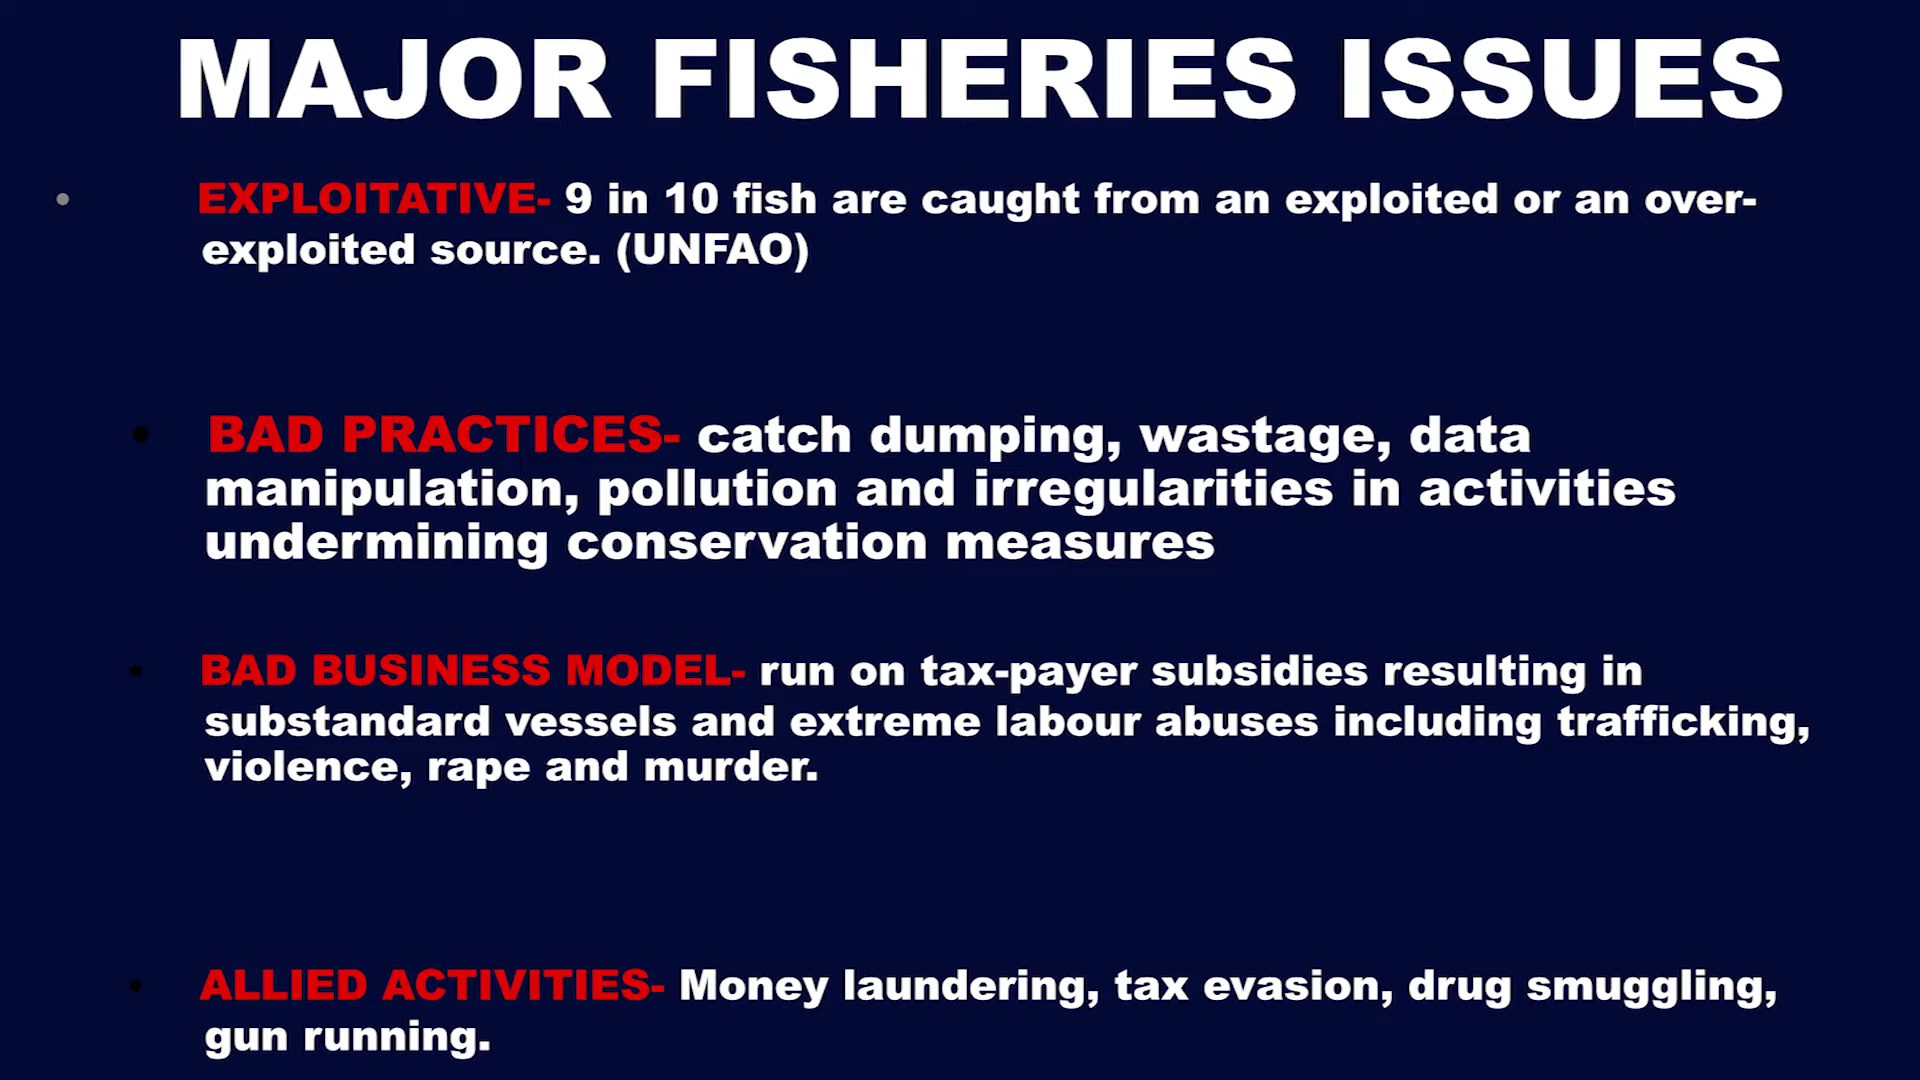 MAJOR FISHERIES ISSUES
• EXPLOITATIVE- 9 in 10 fish are caught from an exploited or an over-
exploited source. (UNFAO)
• BAD PRACTICES- catch dumping, wastage, data
manipulation, pollution and irregularities in activities
undermining conservation measures
• BAD BUSINESS MODEL- run on tax-payer subsidies resulting in
substandard vessels and extreme labour abuses including trafficking,
violence, rape and murder.
• ALLIED ACTIVITIES- Money laundering, tax evasion, drug smuggling,
gun running.